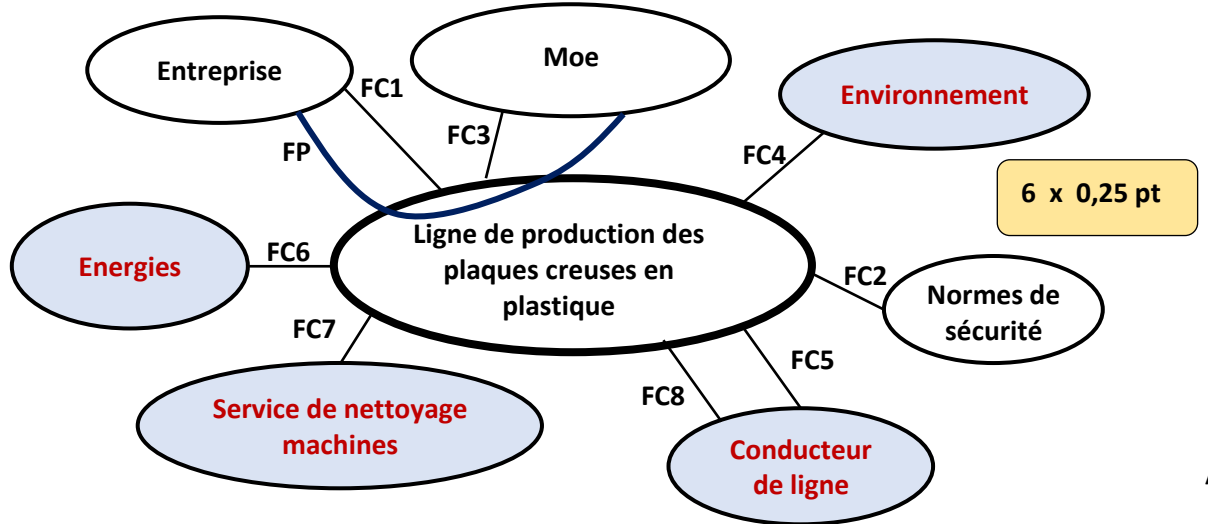 Entreprise
FC1
Moe
Environnement
FP
FC3
FC4
6 x 0,25 pt
Energies
FC6
Ligne de production des
plaques creuses en
plastique
FC2
Normes de
sécurité
FC7
Service de nettoyage
machines
FC8
FC5
Conducteur
de ligne